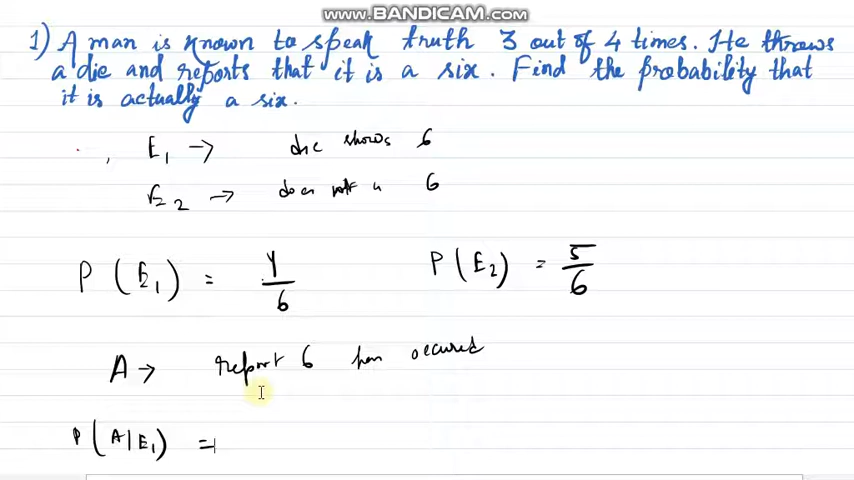 www.BANDICAM.com
1) A man is known to speak truth 3 out of 4 times. He throws
a die and reports that it is a six. Find the probability that
it is actually a six.
E1 → die shows 6
E2 → does not 6
P (E1) = 1/6 P (E2) = 5/6
A → report 6 has occured
P (A|E1) =